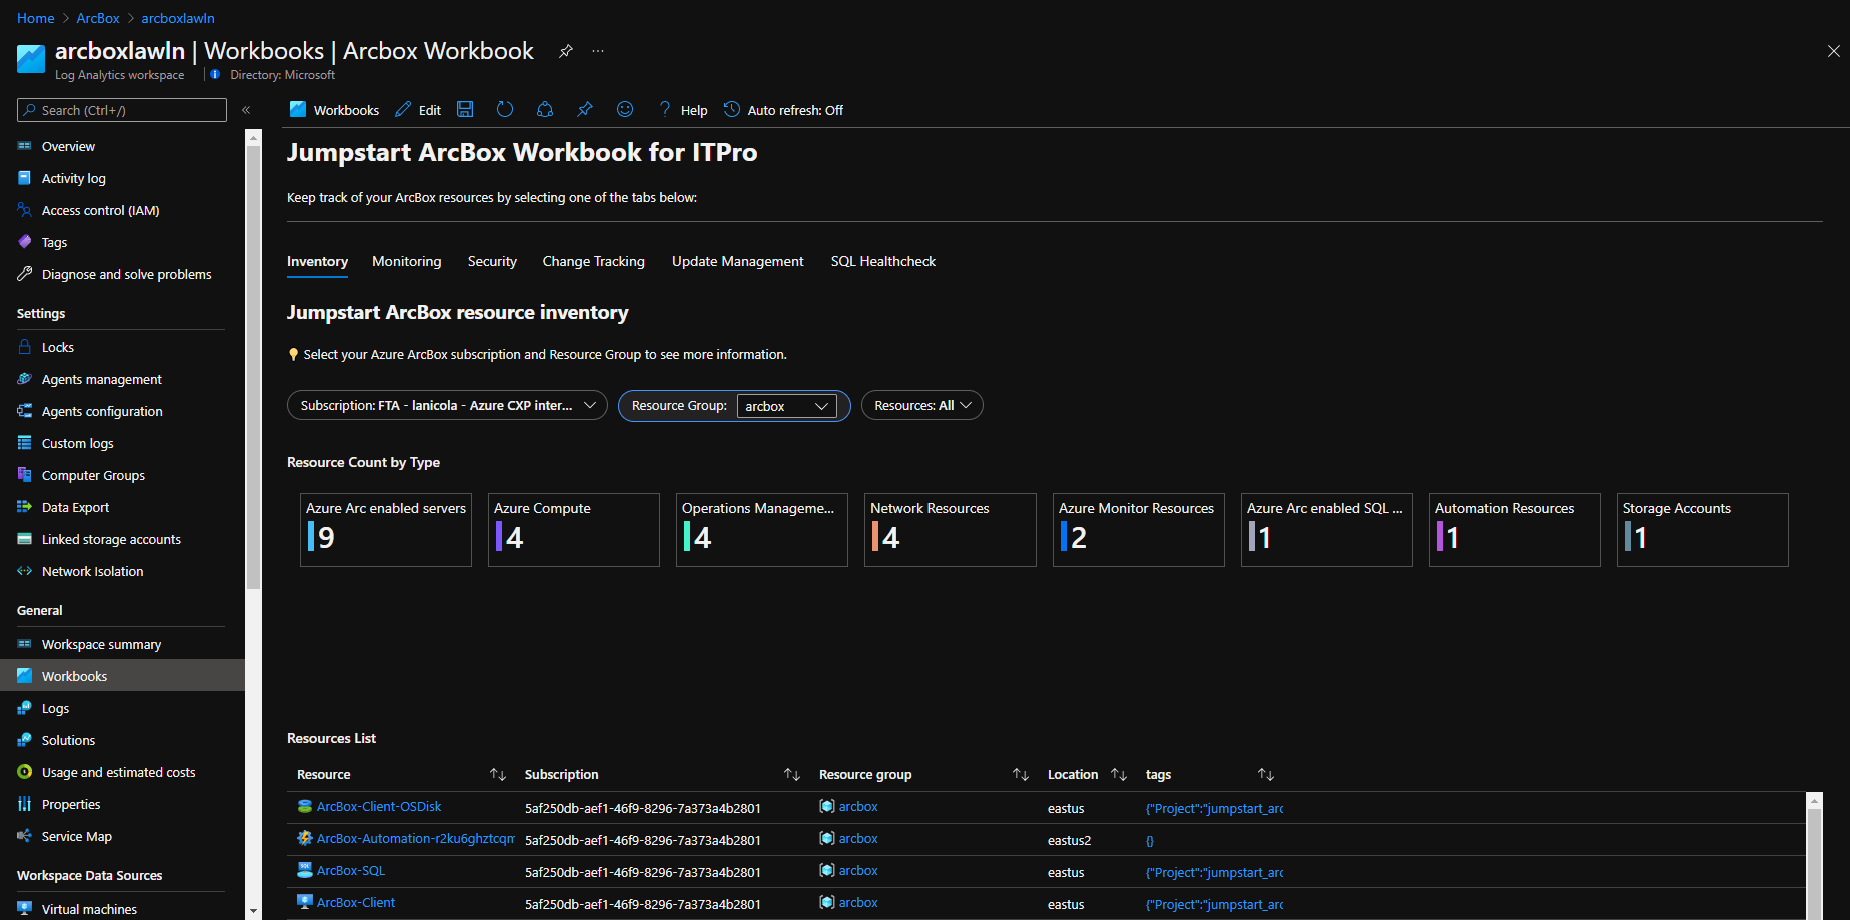 Home > ArcBox > arcboxlawln
arcboxlawln | Workbooks | Arcbox Workbook ...
Log Analytics workspace | Directory: Microsoft
Search (Ctrl+/) «
Overview
Activity log
Access control (IAM)
Tags
Diagnose and solve problems
Settings
Locks
Agents management
Agents configuration
Custom logs
Computer Groups
Data Export
Linked storage accounts
Network Isolation
General
Workspace summary
Workbooks
Logs
Solutions
Usage and estimated costs
Properties
Service Map
Workspace Data Sources
Virtual machines
Workbooks Edit ? Help Auto refresh: Off
Jumpstart ArcBox Workbook for ITPro
Keep track of your ArcBox resources by selecting one of the tabs below:
Inventory Monitoring Security Change Tracking Update Management SQL Healthcheck
Jumpstart ArcBox resource inventory
Select your Azure ArcBox subscription and Resource Group to see more information.
Subscription: FTA - lanicola - Azure CXP inter... Resource Group: arcbox Resources: All
Resource Count by Type
Azure Arc enabled servers Azure Compute Operations Manageme... Network Resources Azure Monitor Resources Azure Arc enabled SQL ... Automation Resources Storage Accounts
9 4 4 4 2 1 1 1
Resources List
Resource Subscription Resource group Location tags
ArcBox-Client-OSDisk 5af250db-aef1-46f9-8296-7a373a4b2801 arcbox eastus {"Project":"jumpstart_arc
ArcBox-Automation-r2ku6ghztcqm 5af250db-aef1-46f9-8296-7a373a4b2801 arcbox eastus2 {}
ArcBox-SQL 5af250db-aef1-46f9-8296-7a373a4b2801 arcbox eastus {"Project":"jumpstart_arc
ArcBox-Client 5af250db-aef1-46f9-8296-7a373a4b2801 arcbox eastus {"Project":"jumpstart_arc